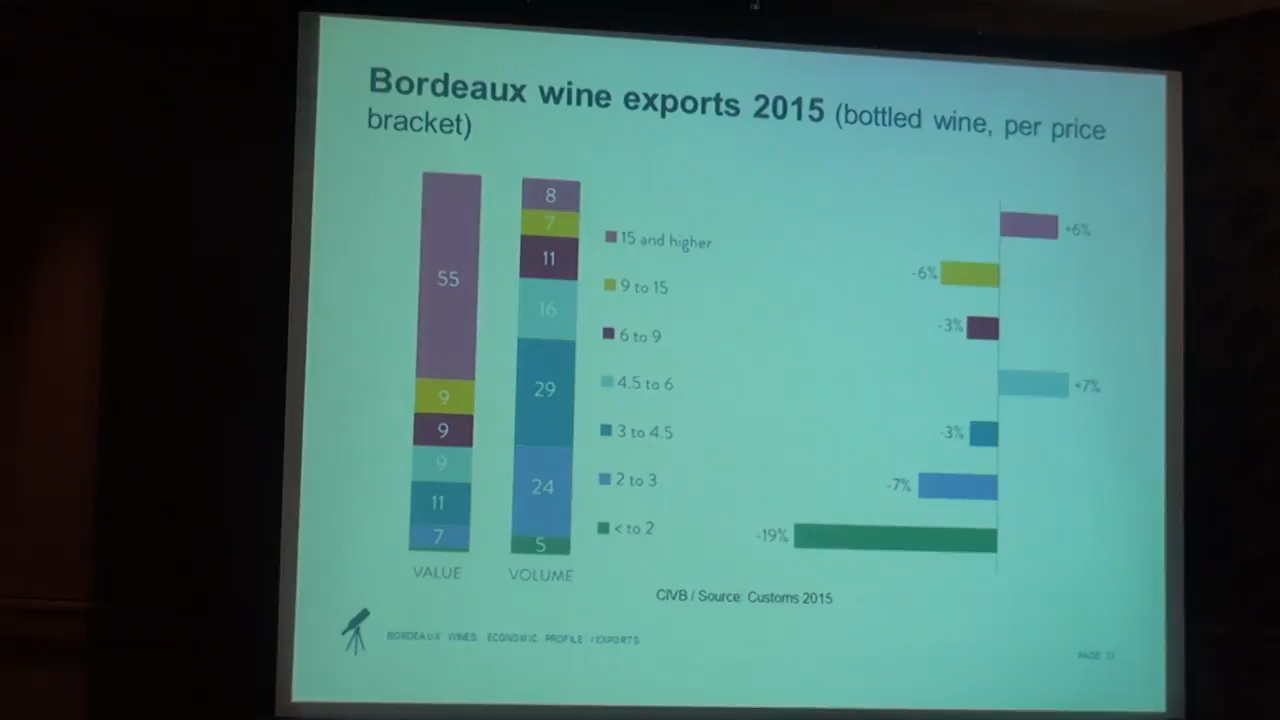 Bordeaux wine exports 2015 (bottled wine, per price
bracket)
55
9
9
9
11
7
VALUE
8
7
11
16
29
24
5
VOLUME
15 and higher
9 to 15
6 to 9
4.5 to 6
3 to 4.5
2 to 3
< to 2
+6%
-6%
-3%
+7%
-3%
-7%
-19%
CIVB / Source: Customs 2015
BORDEAUX WINES, ECONOMIC PROFILE / EXPORTS
PAGE